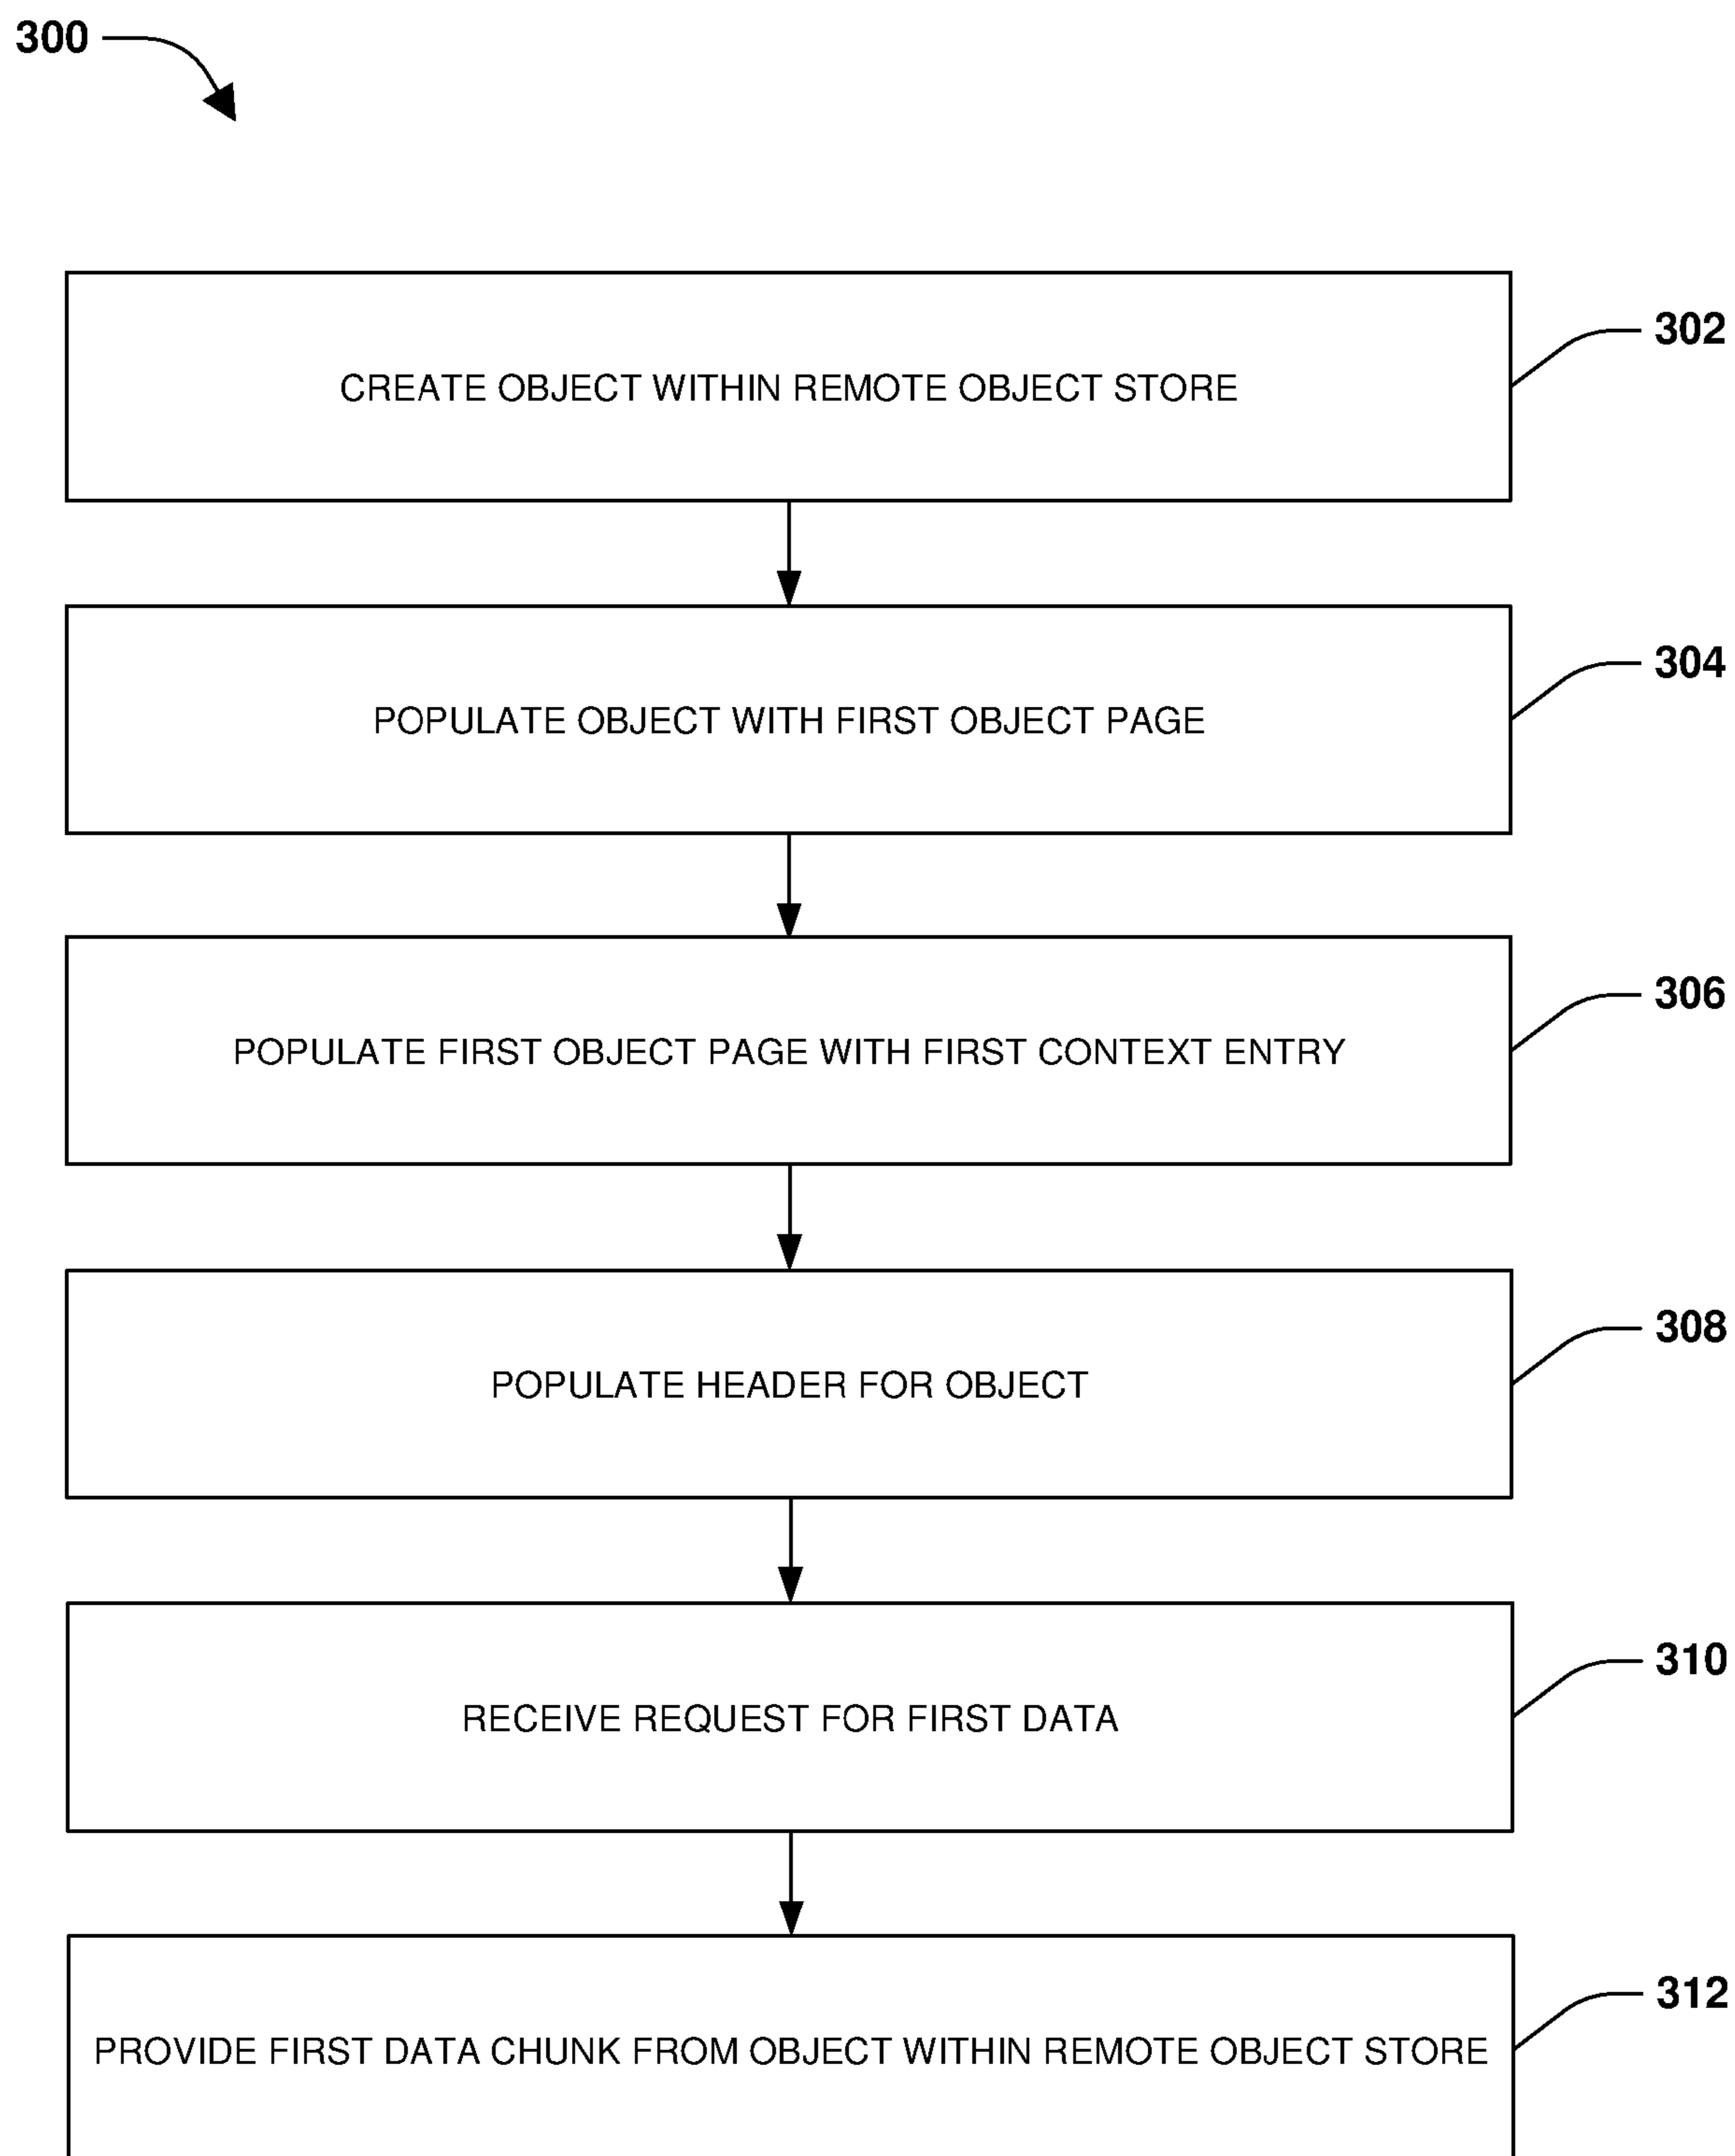 300
CREATE OBJECT WITHIN REMOTE OBJECT STORE
302
POPULATE OBJECT WITH FIRST OBJECT PAGE
304
POPULATE FIRST OBJECT PAGE WITH FIRST CONTEXT ENTRY
306
POPULATE HEADER FOR OBJECT
308
RECEIVE REQUEST FOR FIRST DATA
310
PROVIDE FIRST DATA CHUNK FROM OBJECT WITHIN REMOTE OBJECT STORE
312